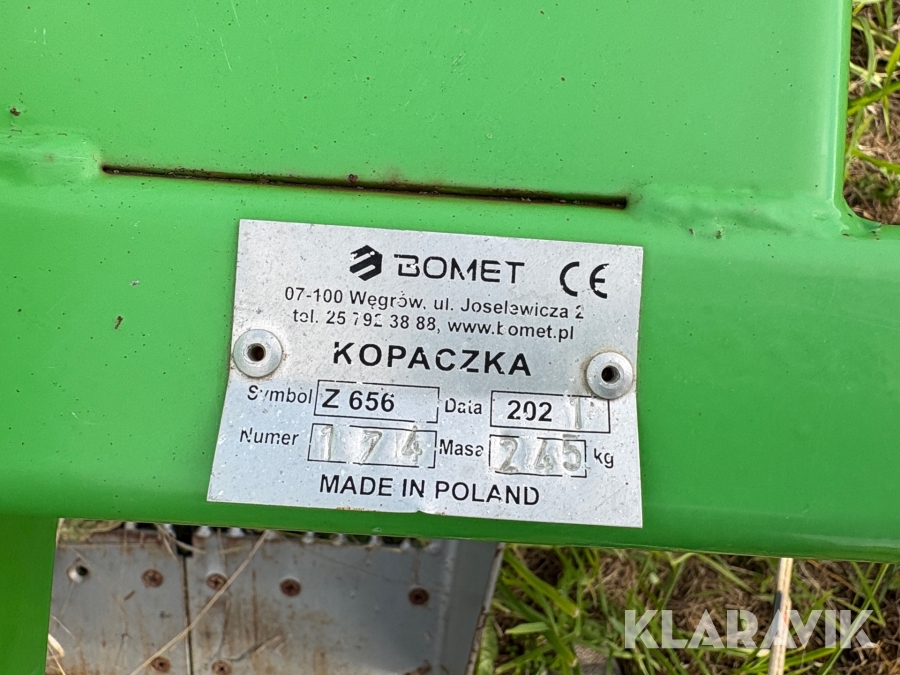 BOMET CE
07-100 Węgrów, ul. Joselewicza 2
tel. 25 792 38 88, www.bomet.pl
KOPACZKA
Symbol Z 656 Data 2021
Numer 174 Masa 245 kg
MADE IN POLAND
KLARAVIK